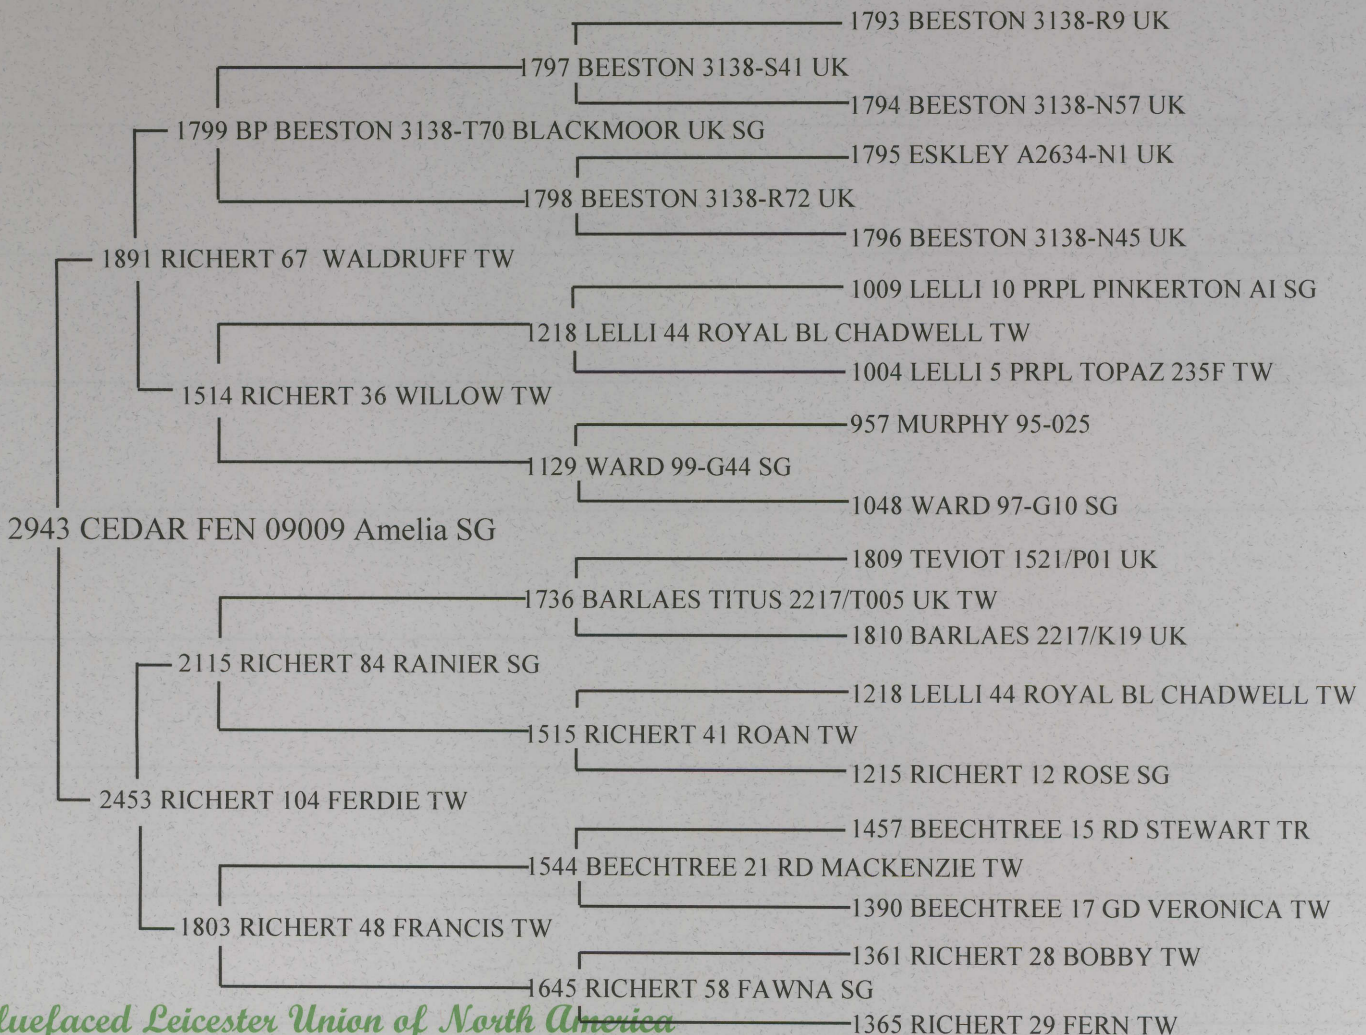 1793 BEESTON 3138-R9 UK
1797 BEESTON 3138-S41 UK
1794 BEESTON 3138-N57 UK
1799 BP BEESTON 3138-T70 BLACKMOOR UK SG
1795 ESKLEY A2634-N1 UK
1798 BEESTON 3138-R72 UK
1796 BEESTON 3138-N45 UK
1891 RICHERT 67 WALDRUFF TW
1009 LELLI 10 PRPL PINKERTON AI SG
1218 LELLI 44 ROYAL BL CHADWELL TW
1004 LELLI 5 PRPL TOPAZ 235F TW
1514 RICHERT 36 WILLOW TW
957 MURPHY 95-025
1129 WARD 99-G44 SG
1048 WARD 97-G10 SG
2943 CEDAR FEN 09009 Amelia SG
1809 TEVIOT 1521/P01 UK
1736 BARLAES TITUS 2217/T005 UK TW
1810 BARLAES 2217/K19 UK
2115 RICHERT 84 RAINIER SG
1218 LELLI 44 ROYAL BL CHADWELL TW
1515 RICHERT 41 ROAN TW
1215 RICHERT 12 ROSE SG
2453 RICHERT 104 FERDIE TW
1457 BEECHTREE 15 RD STEWART TR
1544 BEECHTREE 21 RD MACKENZIE TW
1390 BEECHTREE 17 GD VERONICA TW
1803 RICHERT 48 FRANCIS TW
1361 RICHERT 28 BOBBY TW
1645 RICHERT 58 FAWNA SG
1365 RICHERT 29 FERN TW
luefaced Leicester Union of North America